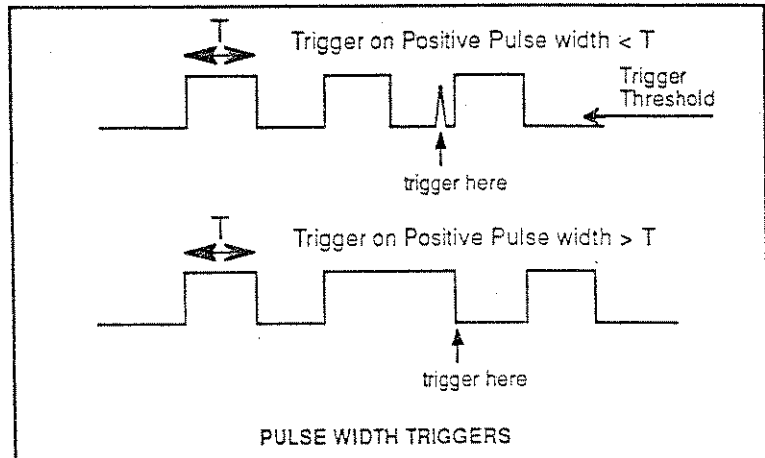 T
Trigger on Positive Pulse width < T
Trigger
Threshold
trigger here
T
Trigger on Positive Pulse width > T
trigger here
PULSE WIDTH TRIGGERS